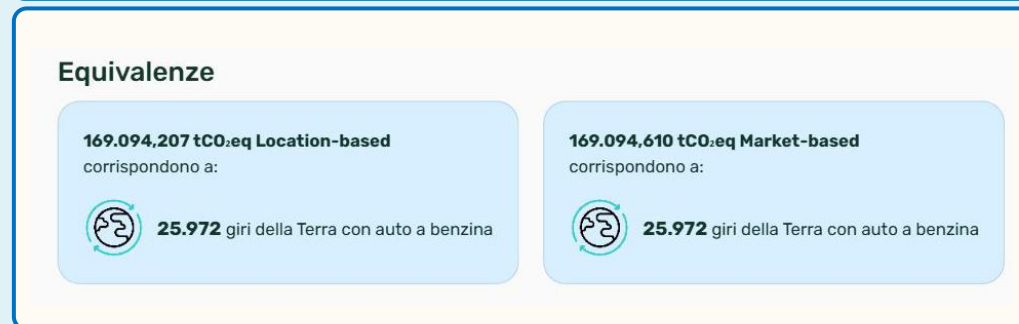 Equivalenze
169.094,207 tCO₂eq Location-based
corrispondono a:
25.972 giri della Terra con auto a benzina
169.094,610 tCO₂eq Market-based
corrispondono a:
25.972 giri della Terra con auto a benzina